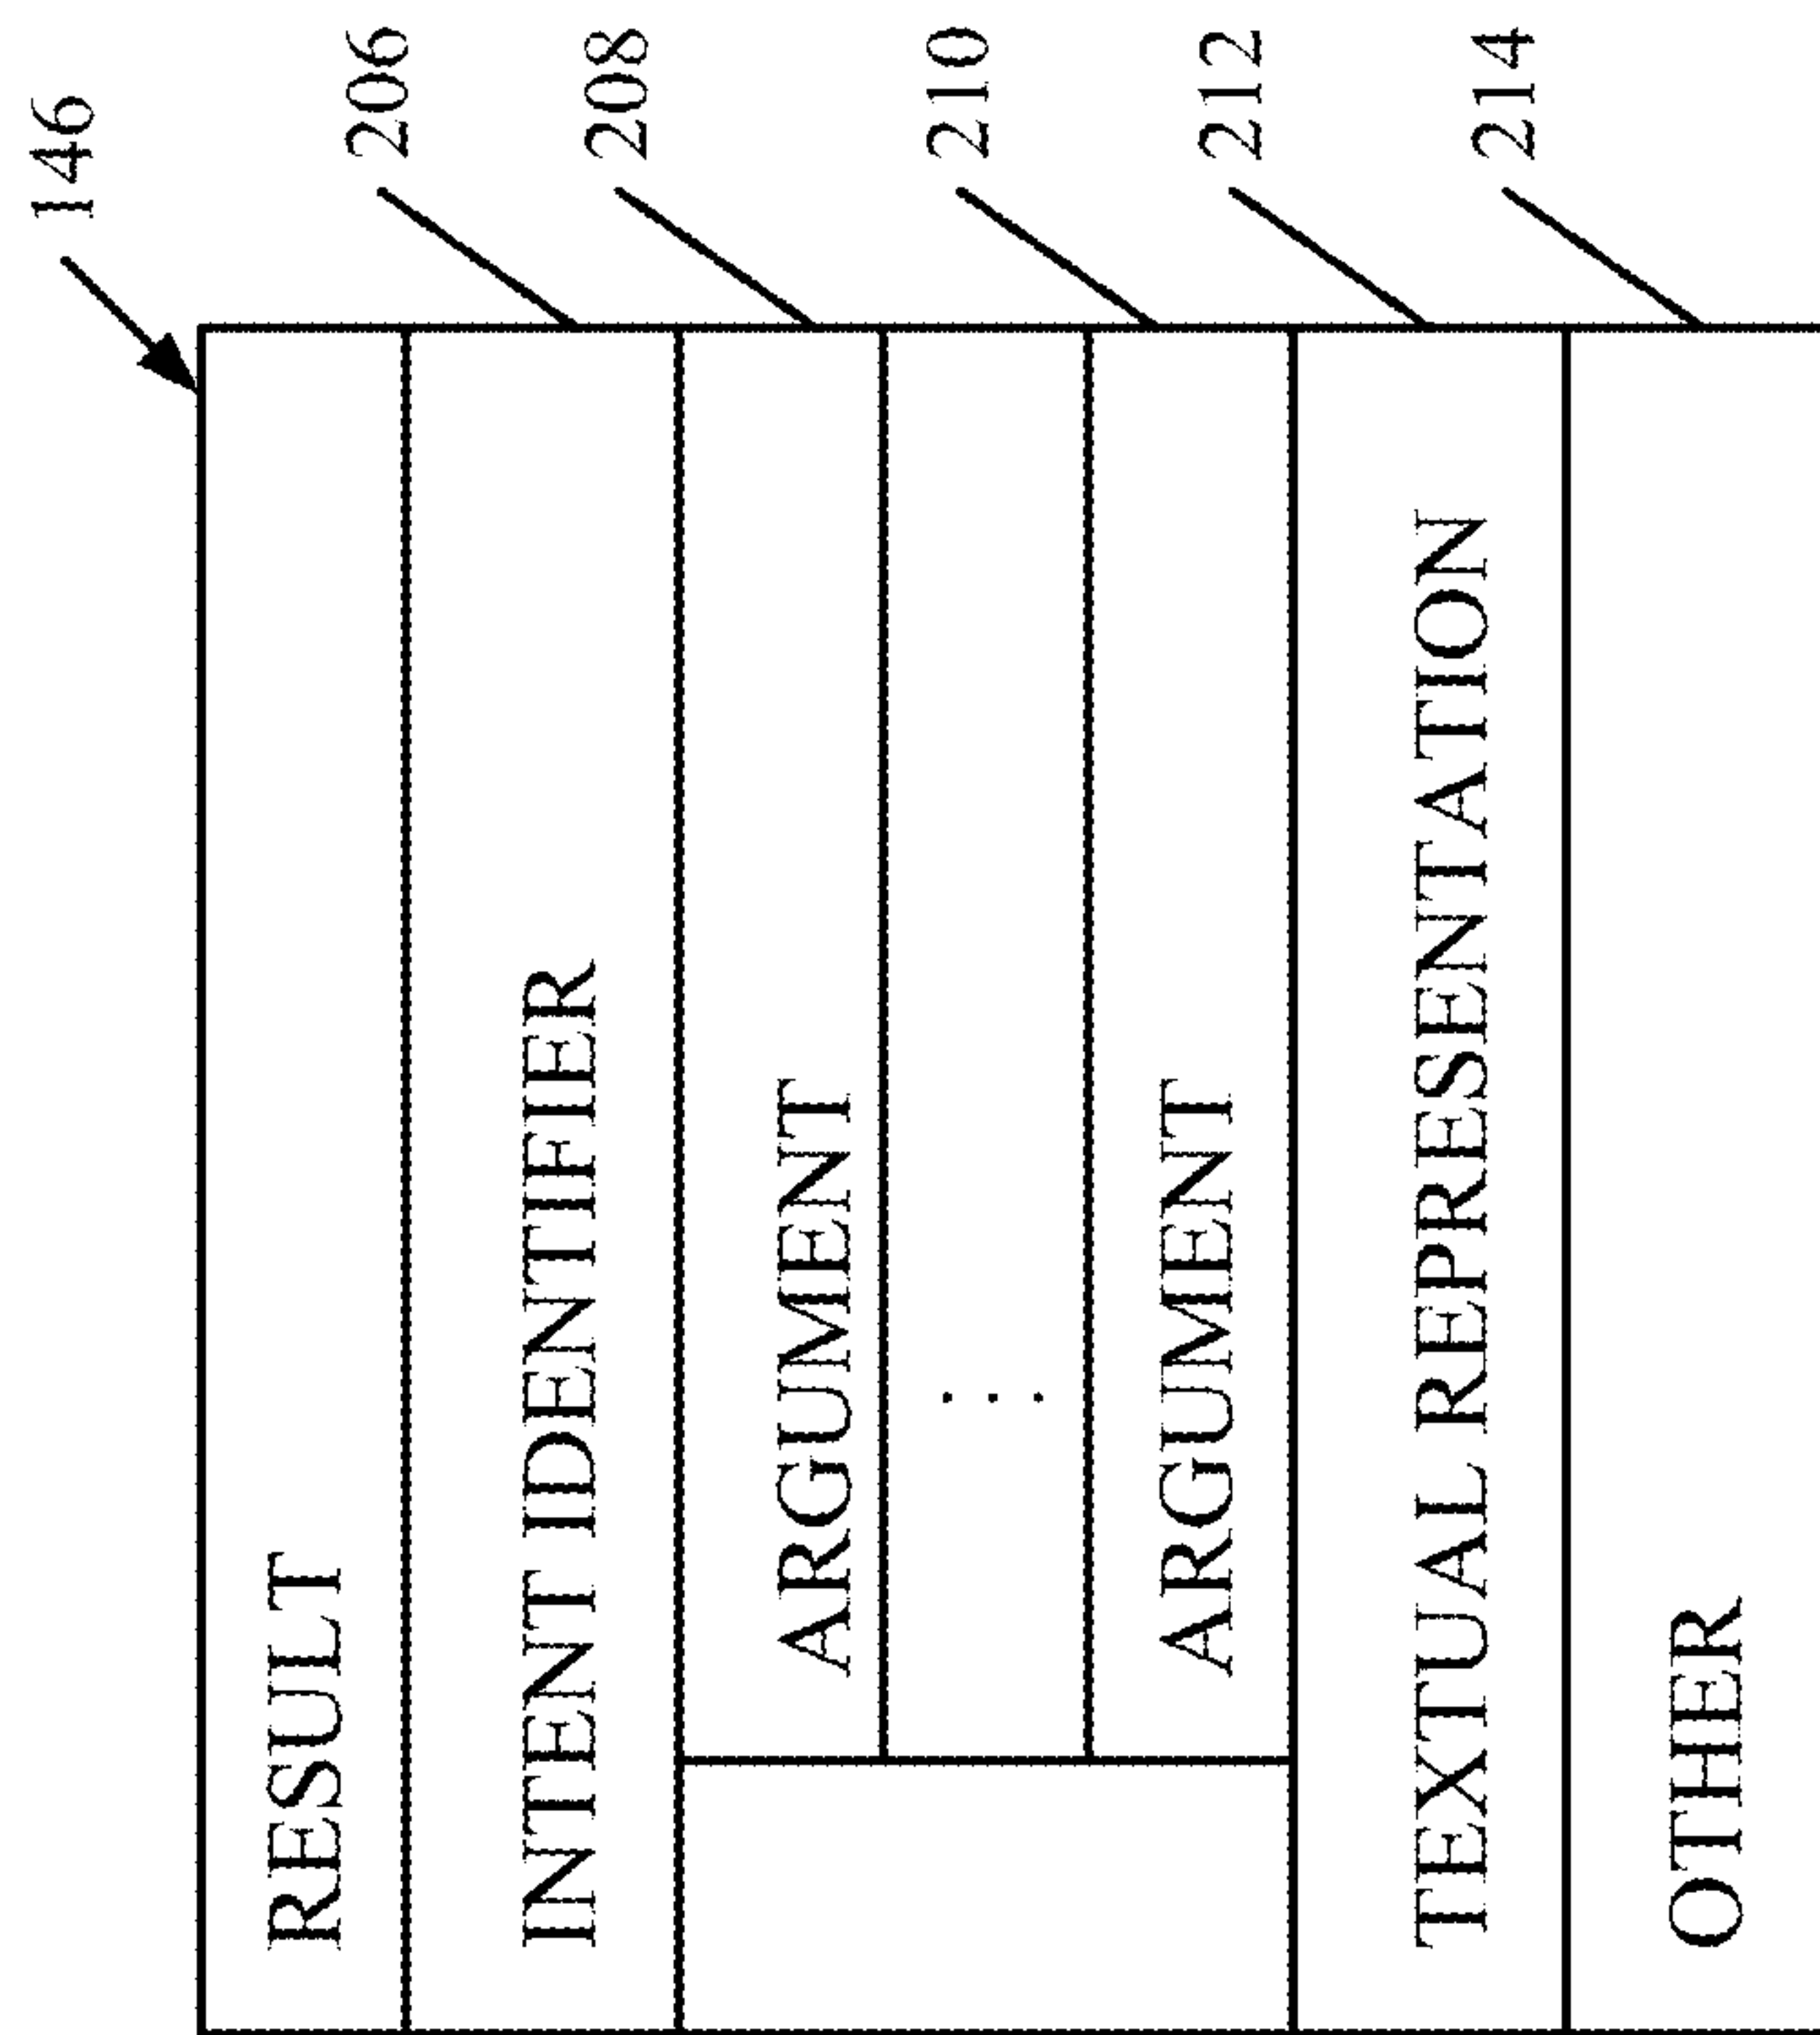 146
RESULT
INTENT IDENTIFIER 206
ARGUMENT 208
...
ARGUMENT 210
TEXTUAL REPRESENTATION 212
OTHER 214